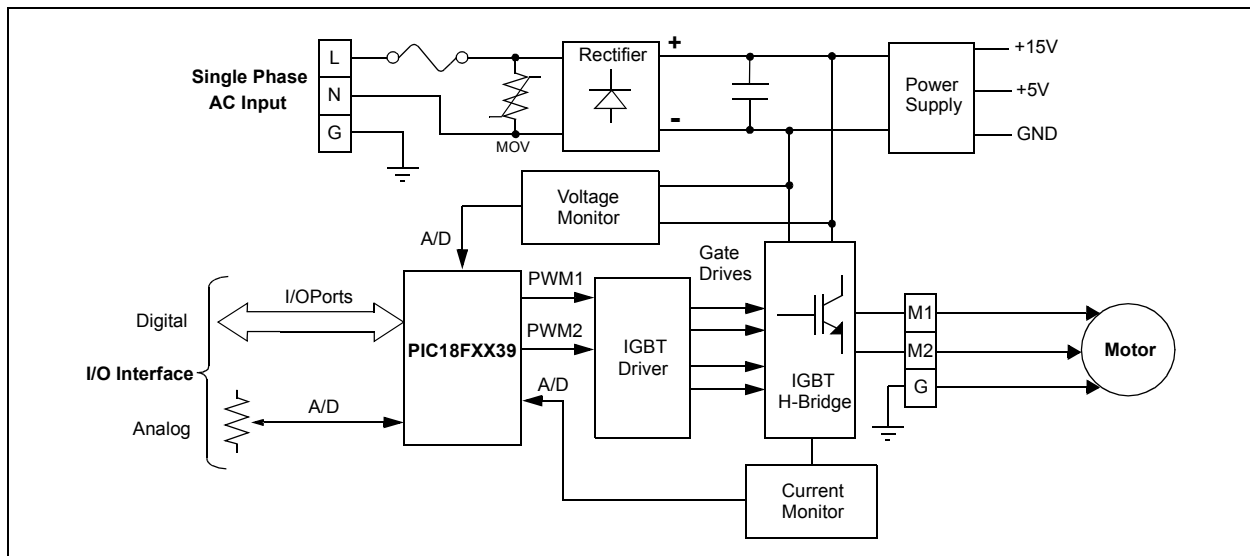 Single Phase
AC Input
L
N
G
MOV
Rectifier
+
-
Power
Supply
+15V
+5V
GND
Voltage
Monitor
A/D
I/O Interface
Digital
Analog
I/OPorts
A/D
PIC18FXX39
PWM1
PWM2
A/D
IGBT
Driver
Gate
Drives
IGBT
H-Bridge
Current
Monitor
M1
M2
G
Motor